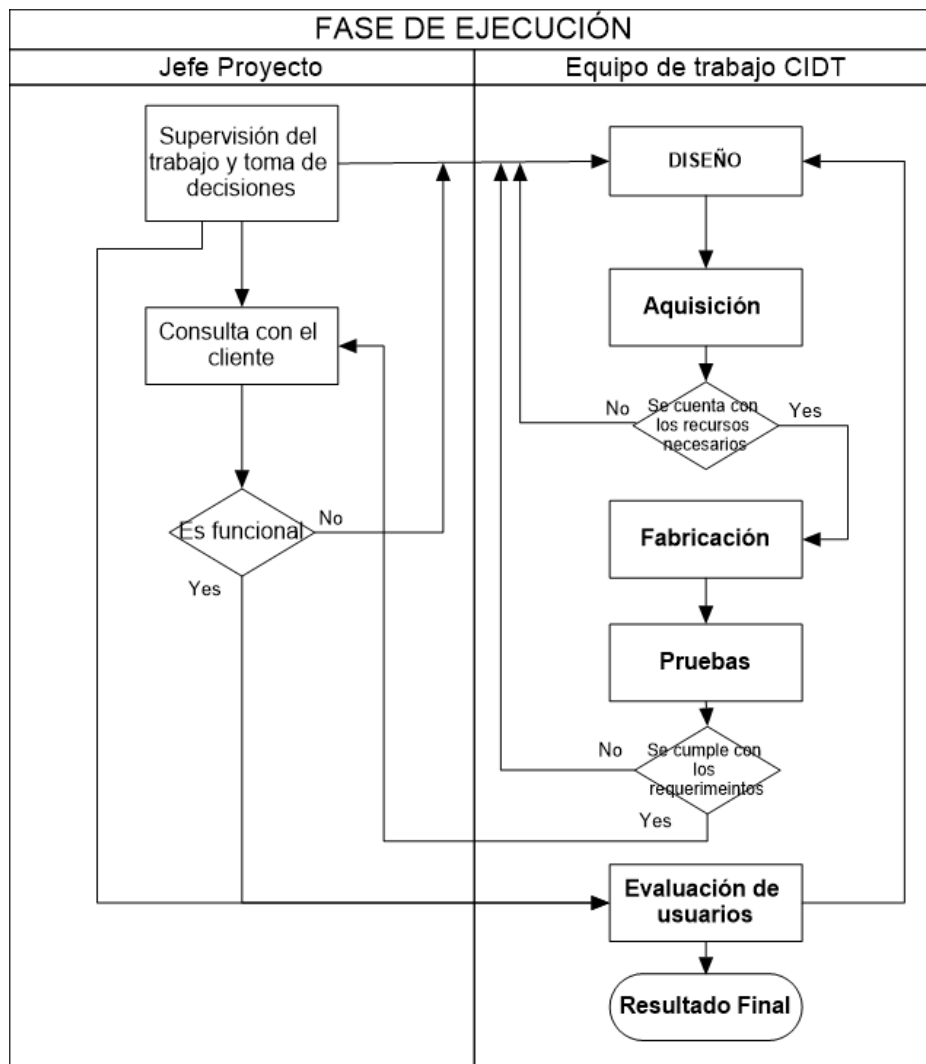 FASE DE EJECUCIÓN
Jefe Proyecto
Equipo de trabajo CIDT
Supervisión del
trabajo y toma de
decisiones
DISEÑO
Aquisición
Consulta con el
cliente
Se cuenta con
los recursos
necesarios
No
Yes
Es funcional
No
Yes
Fabricación
Pruebas
Se cumple con
los
requerimeintos
No
Yes
Evaluación de
usuarios
Resultado Final